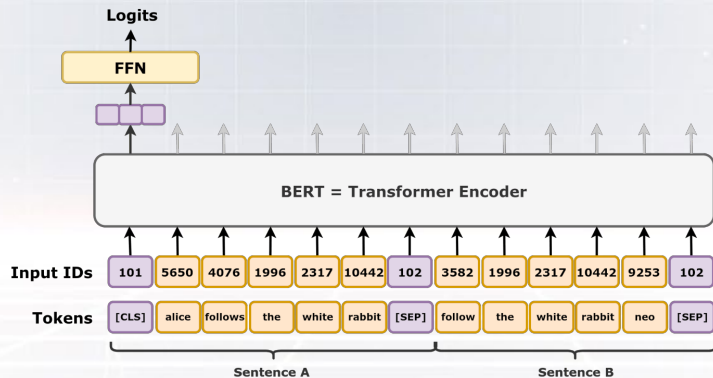 Logits
FFN
BERT = Transformer Encoder
Input IDs 101 5650 4076 1996 2317 10442 102 3582 1996 2317 10442 9253 102
Tokens [CLS] alice follows the white rabbit [SEP] follow the white rabbit neo [SEP]
Sentence A Sentence B